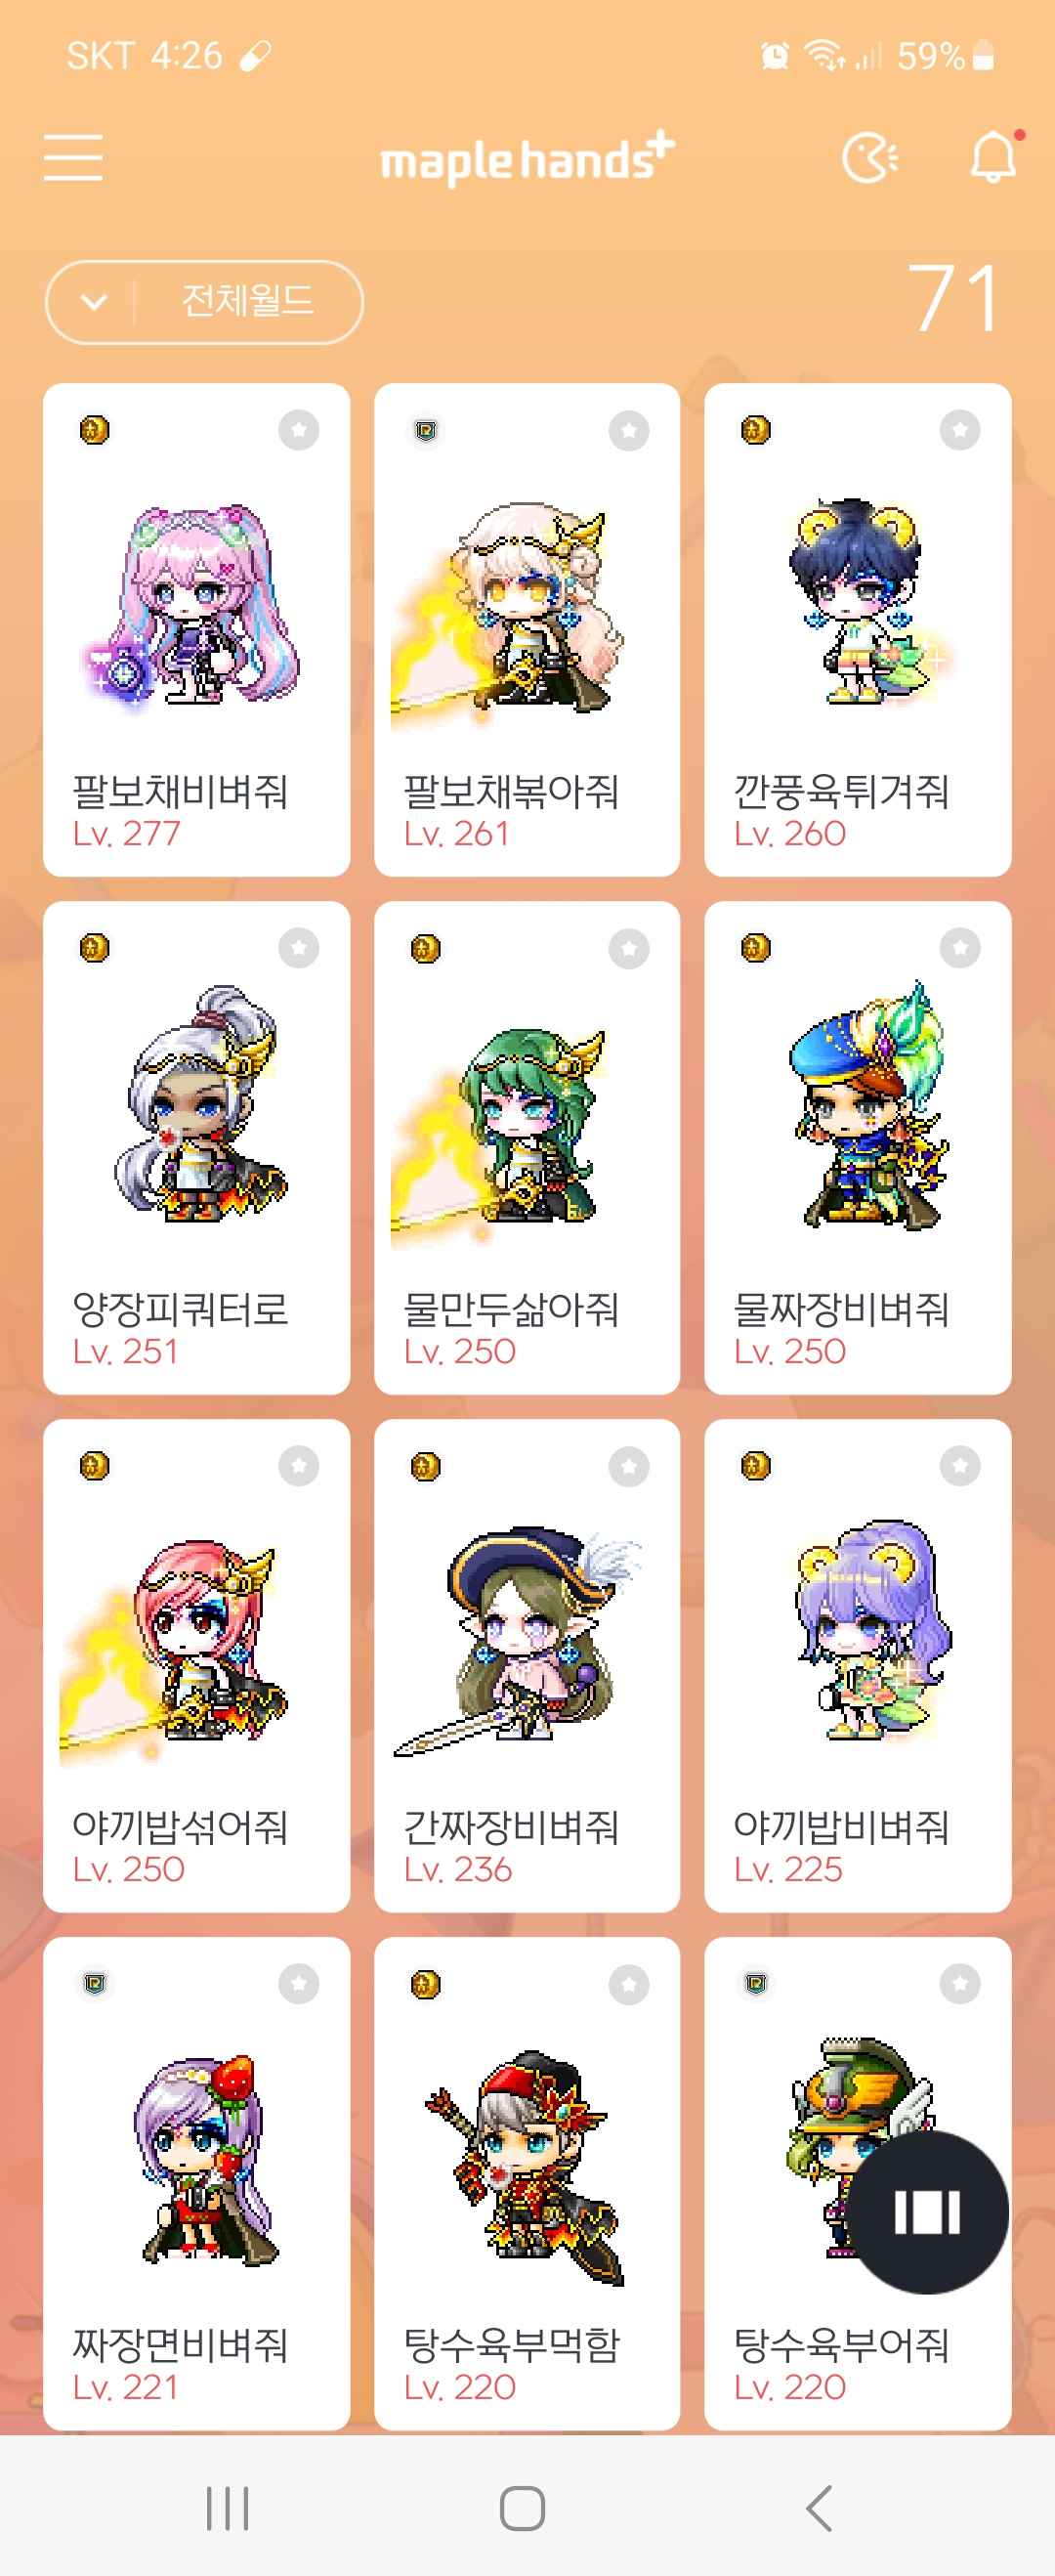 SKT 4:26
59%
maple hands+
전체월드
71
팔보채비벼줘
Lv. 277
팔보채볶아줘
Lv. 261
깐풍육튀겨줘
Lv. 260
양장피쿼터로
Lv. 251
물만두삶아줘
Lv. 250
물짜장비벼줘
Lv. 250
야끼밥섞어줘
Lv. 250
간짜장비벼줘
Lv. 236
야끼밥비벼줘
Lv. 225
짜장면비벼줘
Lv. 221
탕수육부먹함
Lv. 220
탕수육부어줘
Lv. 220